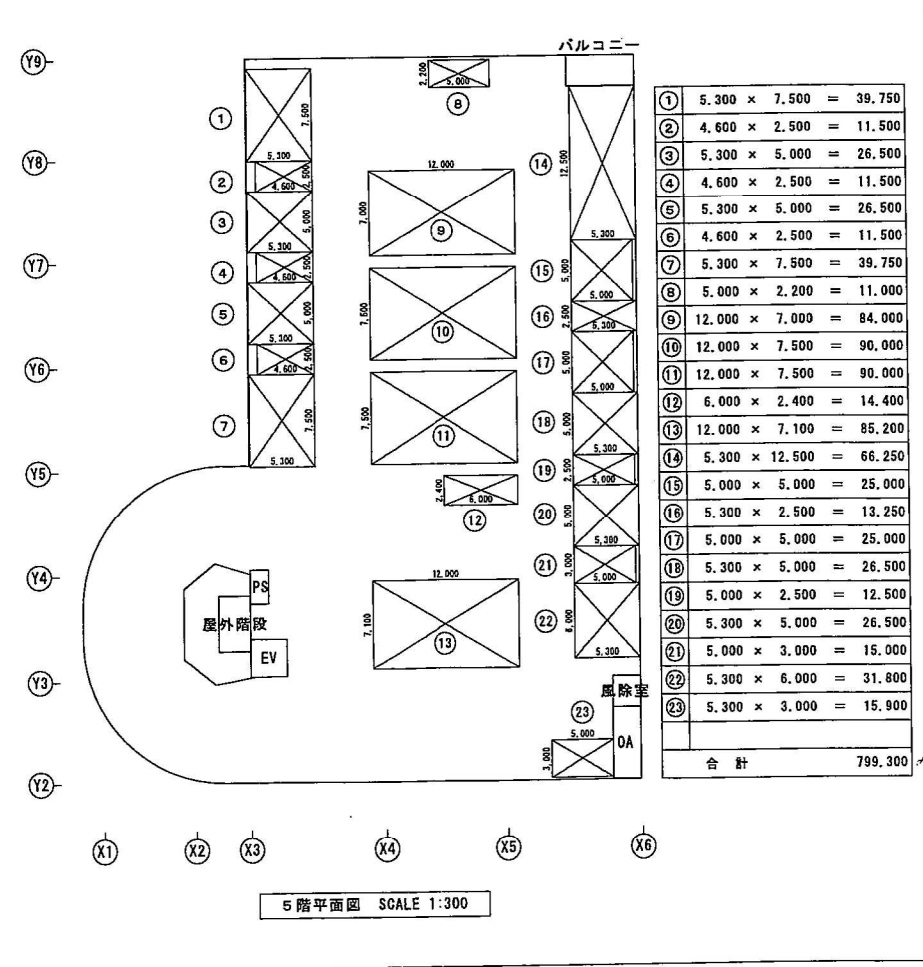 バルコニー
Y9
2,200
5.000
⑧
①
7,500
5.300
Y8
②
4.600
2,500
③
5,000
5.300
Y7
④
4.600
2,500
⑤
5,000
5.300
Y6
⑥
4.600
2,500
⑦
7,500
5.300
Y5
12.000
7,000
⑨
7,500
⑩
7,500
⑪
2,400
6.000
⑫
Y4
12.000
7,100
⑬
PS
屋外階段
EV
Y3
⑭
12,500
5.300
⑮
5,000
5.000
⑯
2,500
5.300
⑰
5,000
5.000
⑱
5,000
⑲
2,500
5.000
⑳
5,000
5.300
㉑
3,000
5.000
㉒
6,000
5.300
風除室
㉓
5.000
3,000
OA
Y2
X1 X2 X3 X4 X5 X6
① 5.300 × 7.500 = 39.750
② 4.600 × 2.500 = 11.500
③ 5.300 × 5.000 = 26.500
④ 4.600 × 2.500 = 11.500
⑤ 5.300 × 5.000 = 26.500
⑥ 4.600 × 2.500 = 11.500
⑦ 5.300 × 7.500 = 39.750
⑧ 5.000 × 2.200 = 11.000
⑨ 12.000 × 7.000 = 84.000
⑩ 12.000 × 7.500 = 90.000
⑪ 12.000 × 7.500 = 90.000
⑫ 6.000 × 2.400 = 14.400
⑬ 12.000 × 7.100 = 85.200
⑭ 5.300 × 12.500 = 66.250
⑮ 5.000 × 5.000 = 25.000
⑯ 5.300 × 2.500 = 13.250
⑰ 5.000 × 5.000 = 25.000
⑱ 5.300 × 5.000 = 26.500
⑲ 5.000 × 2.500 = 12.500
⑳ 5.300 × 5.000 = 26.500
㉑ 5.000 × 3.000 = 15.000
㉒ 5.300 × 6.000 = 31.800
㉓ 5.300 × 3.000 = 15.900
合計 799.300
5階平面図 SCALE 1:300